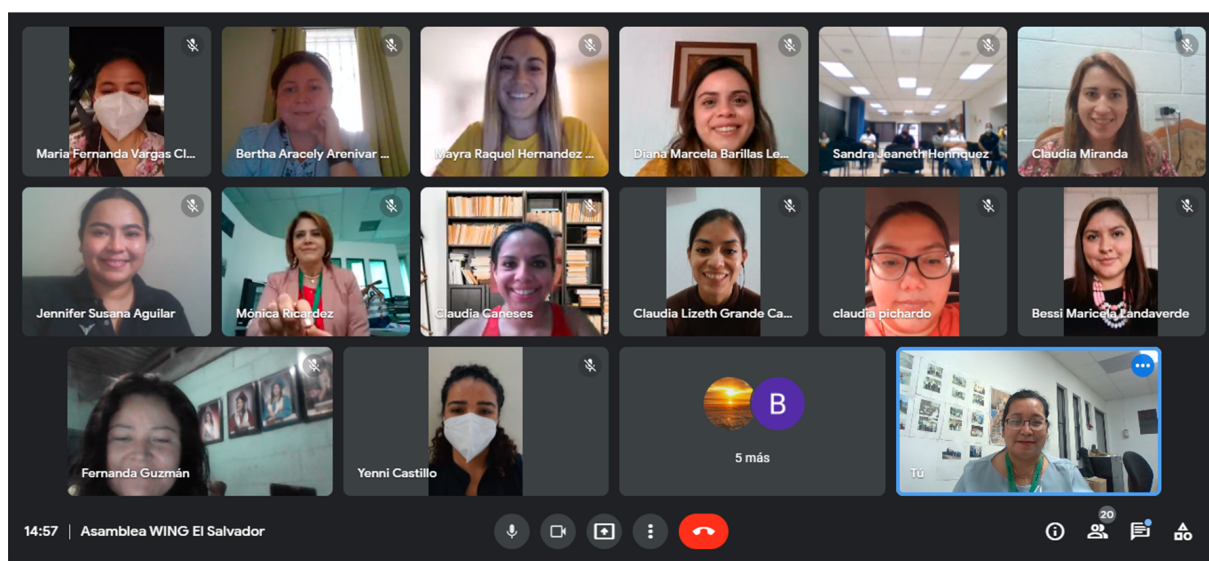 Maria Fernanda Vargas Cl...
Bertha Aracely Arenivar ...
Mayra Raquel Hernandez ...
Diana Marcela Barillas Le...
Sandra Jeaneth Henriquez
Claudia Miranda
Jennifer Susana Aguilar
Mónica Ricardez
Claudia Caneses
Claudia Lizeth Grande Ca...
claudia pichardo
Bessi Maricela Landaverde
Fernanda Guzmán
Yenni Castillo
B
5 más
Tú
14:57 | Asamblea WING El Salvador
20